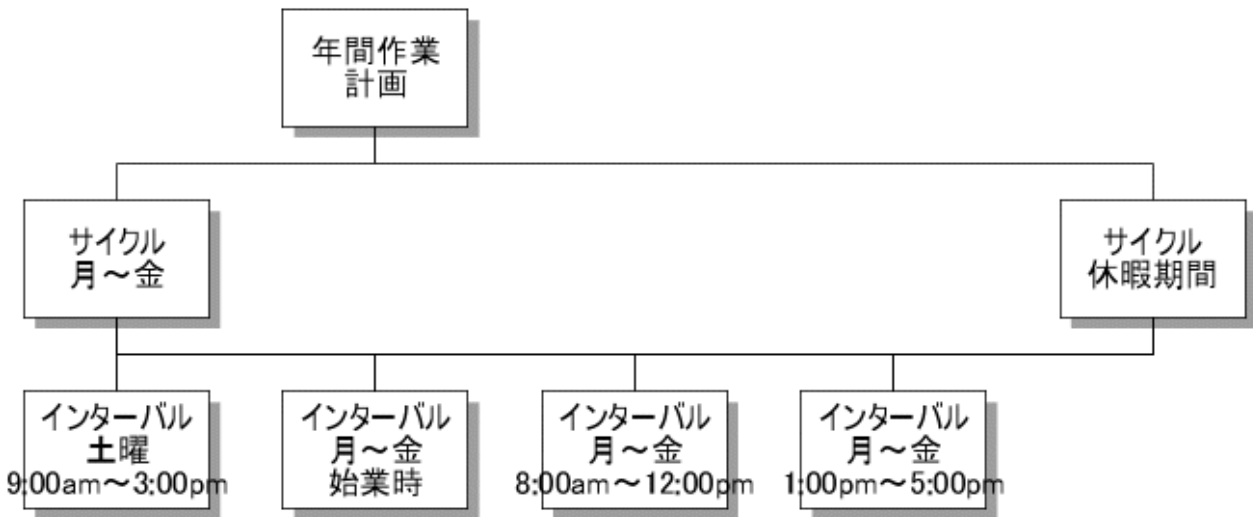 年間作業
計画
サイクル
月～金
サイクル
休暇期間
インターバル
土曜
9:00am～3:00pm
インターバル
月～金
始業時
インターバル
月～金
8:00am～12:00pm
インターバル
月～金
1:00pm～5:00pm